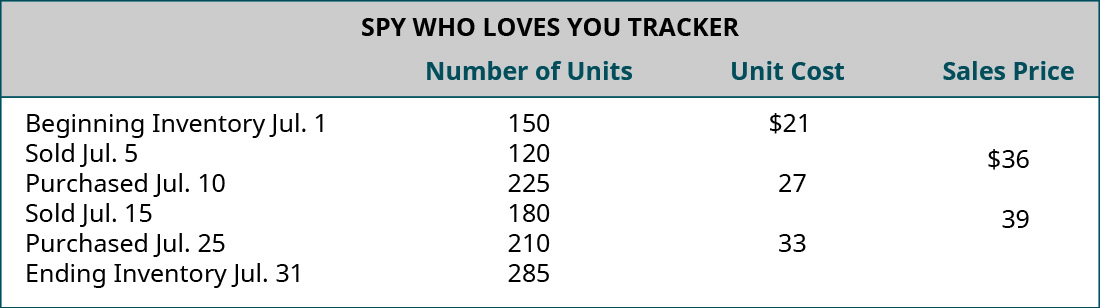 SPY WHO LOVES YOU TRACKER
Number of Units Unit Cost Sales Price
Beginning Inventory Jul. 1 150 $21
Sold Jul. 5 120 $36
Purchased Jul. 10 225 27
Sold Jul. 15 180 39
Purchased Jul. 25 210 33
Ending Inventory Jul. 31 285